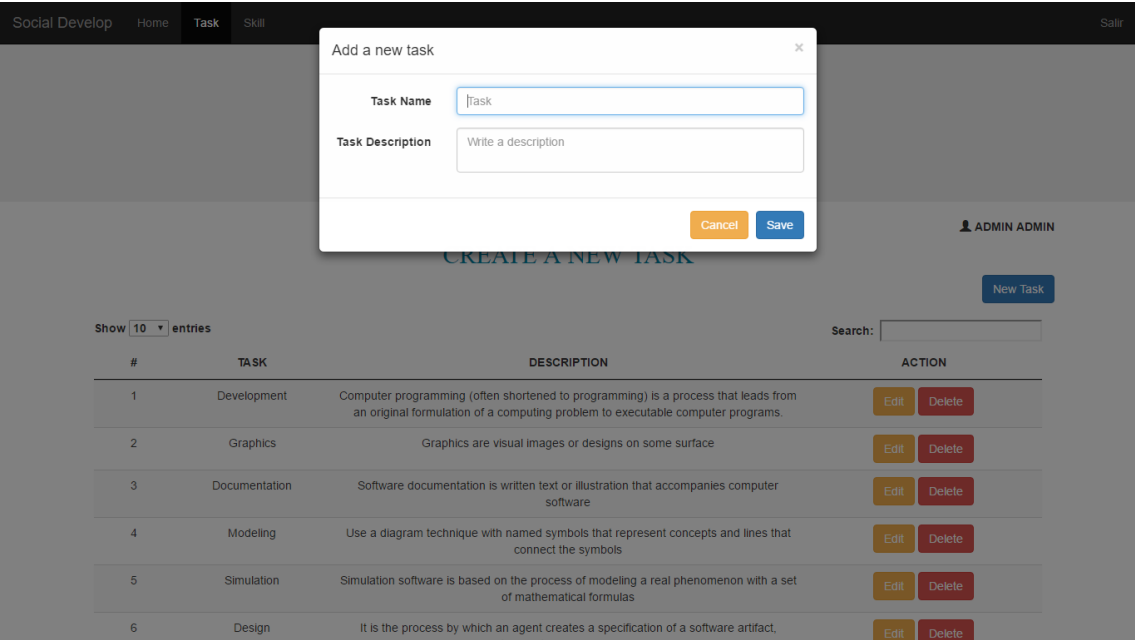 Social Develop Home Task Skill Salir
Add a new task ×
Task Name Task
Task Description Write a description
Cancel Save
ADMIN ADMIN
CREATE A NEW TASK
New Task
Show 10 entries Search:
# TASK DESCRIPTION ACTION
1 Development Computer programming (often shortened to programming) is a process that leads from
an original formulation of a computing problem to executable computer programs. Edit Delete
2 Graphics Graphics are visual images or designs on some surface Edit Delete
3 Documentation Software documentation is written text or illustration that accompanies computer
software Edit Delete
4 Modeling Use a diagram technique with named symbols that represent concepts and lines that
connect the symbols Edit Delete
5 Simulation Simulation software is based on the process of modeling a real phenomenon with a set
of mathematical formulas Edit Delete
6 Design It is the process by which an agent creates a specification of a software artifact, Edit Delete